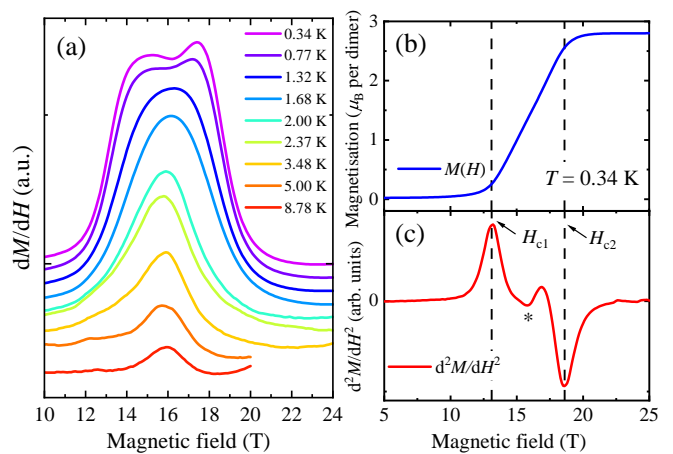 (a)
0.34 K
0.77 K
1.32 K
1.68 K
2.00 K
2.37 K
3.48 K
5.00 K
8.78 K
dM/dH (a.u.)
10 12 14 16 18 20 22 24
Magnetic field (T)
(b)
3
2
1
0
Magnetisation (μB per dimer)
M(H)
T = 0.34 K
(c)
Hc1
Hc2
0
*
d²M/dH² (arb. units)
d²M/dH²
5 10 15 20 25
Magnetic field (T)